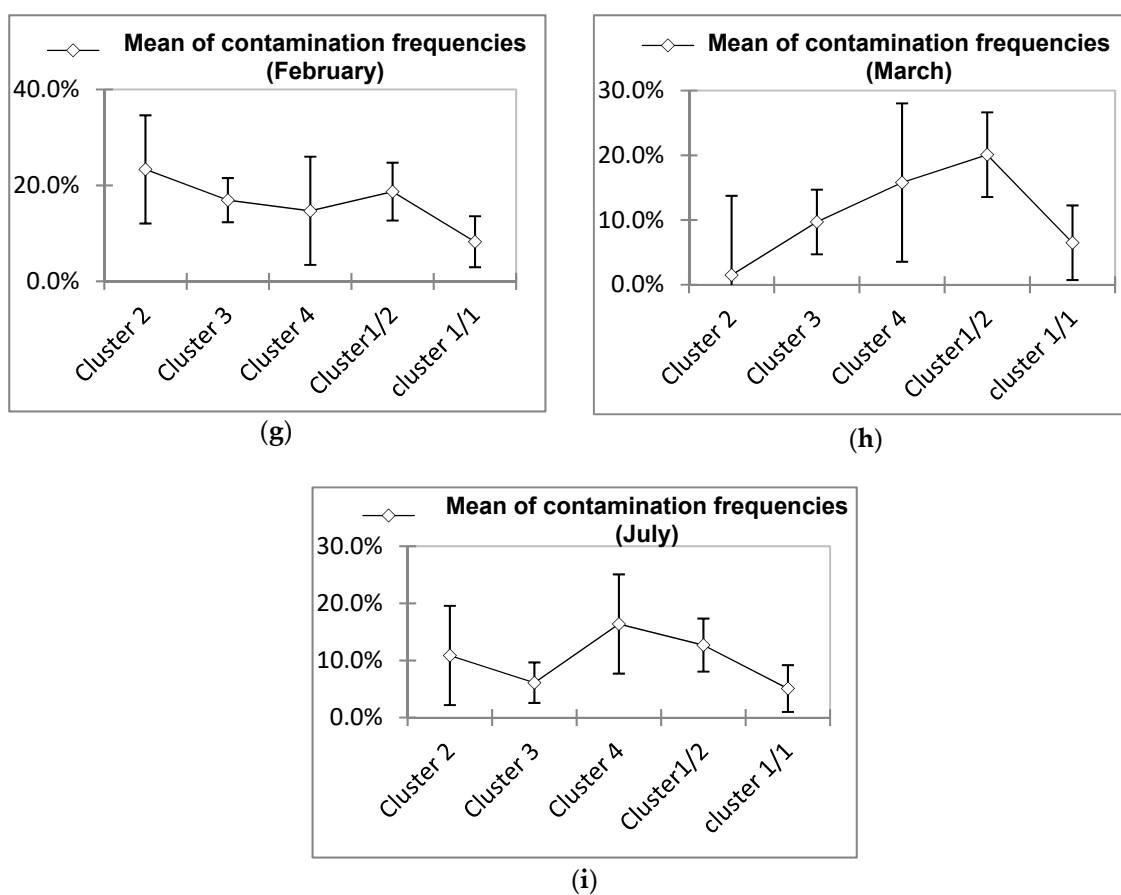 Mean of contamination frequencies
(February)
40.0%
20.0%
0.0%
Cluster 2
Cluster 3
Cluster 4
Cluster1/2
cluster 1/1
(g)
Mean of contamination frequencies
(March)
30.0%
20.0%
10.0%
0.0%
Cluster 2
Cluster 3
Cluster 4
Cluster1/2
cluster 1/1
(h)
Mean of contamination frequencies
(July)
30.0%
20.0%
10.0%
0.0%
Cluster 2
Cluster 3
Cluster 4
Cluster1/2
cluster 1/1
(i)